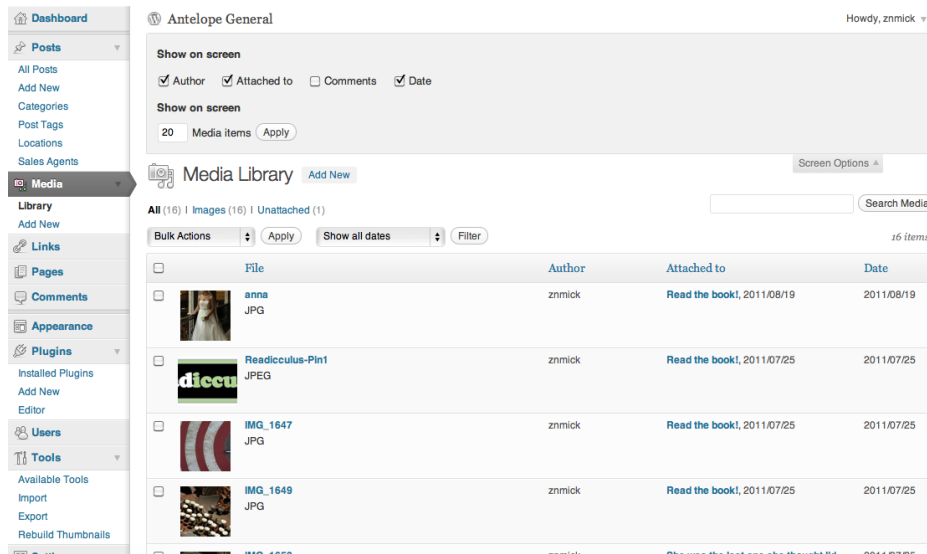 Dashboard
Posts
All Posts
Add New
Categories
Post Tags
Locations
Sales Agents
Media
Library
Add New
Links
Pages
Comments
Appearance
Plugins
Installed Plugins
Add New
Editor
Users
Tools
Available Tools
Import
Export
Rebuild Thumbnails
Antelope General
Howdy, znmick
Show on screen
Author Attached to Comments Date
Show on screen
20 Media items Apply
Screen Options
Media Library Add New
Search Media
All (16) | Images (16) | Unattached (1)
Bulk Actions Apply Show all dates Filter
16 items
File Author Attached to Date
anna znmick Read the book!, 2011/08/19 2011/08/19
JPG
Readicculus-Pin1 znmick Read the book!, 2011/07/25 2011/07/25
JPEG
diccu
IMG_1647 znmick Read the book!, 2011/07/25 2011/07/25
JPG
IMG_1649 znmick Read the book!, 2011/07/25 2011/07/25
JPG